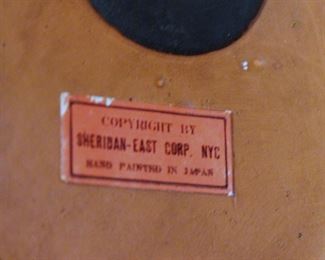 COPYRIGHT BY
SHERIDAN-EAST CORP. NYC
HAND PAINTED IN JAPAN